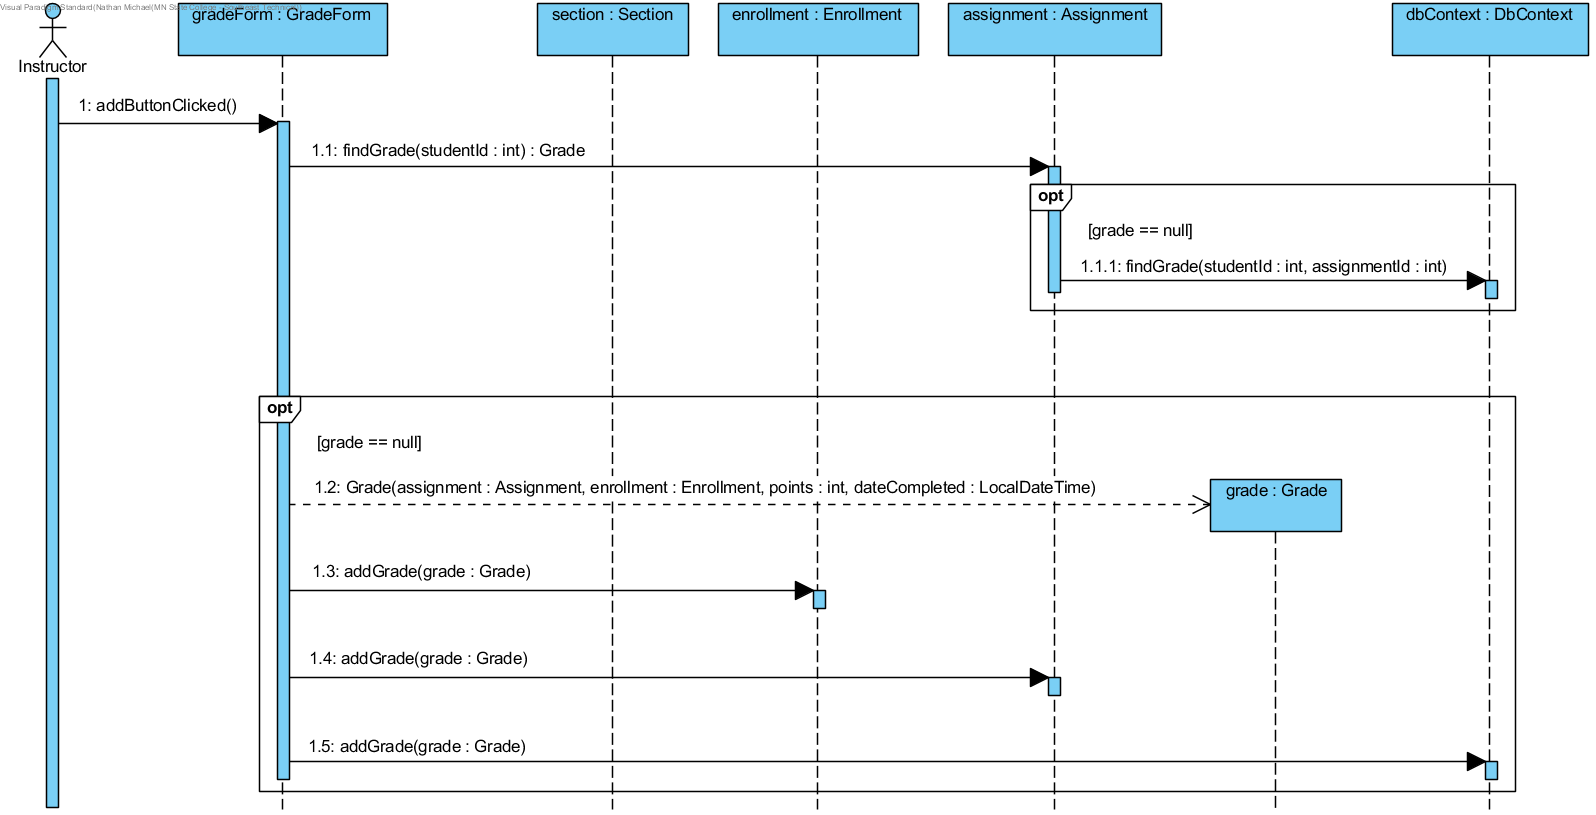 Visual Paradigm Standard(Nathan Michael(MN State College - Southeast Technical))
gradeForm : GradeForm
section : Section
enrollment : Enrollment
assignment : Assignment
dbContext : DbContext
Instructor
1: addButtonClicked()
1.1: findGrade(studentId : int) : Grade
opt
[grade == null]
1.1.1: findGrade(studentId : int, assignmentId : int)
opt
[grade == null]
1.2: Grade(assignment : Assignment, enrollment : Enrollment, points : int, dateCompleted : LocalDateTime)
grade : Grade
1.3: addGrade(grade : Grade)
1.4: addGrade(grade : Grade)
1.5: addGrade(grade : Grade)